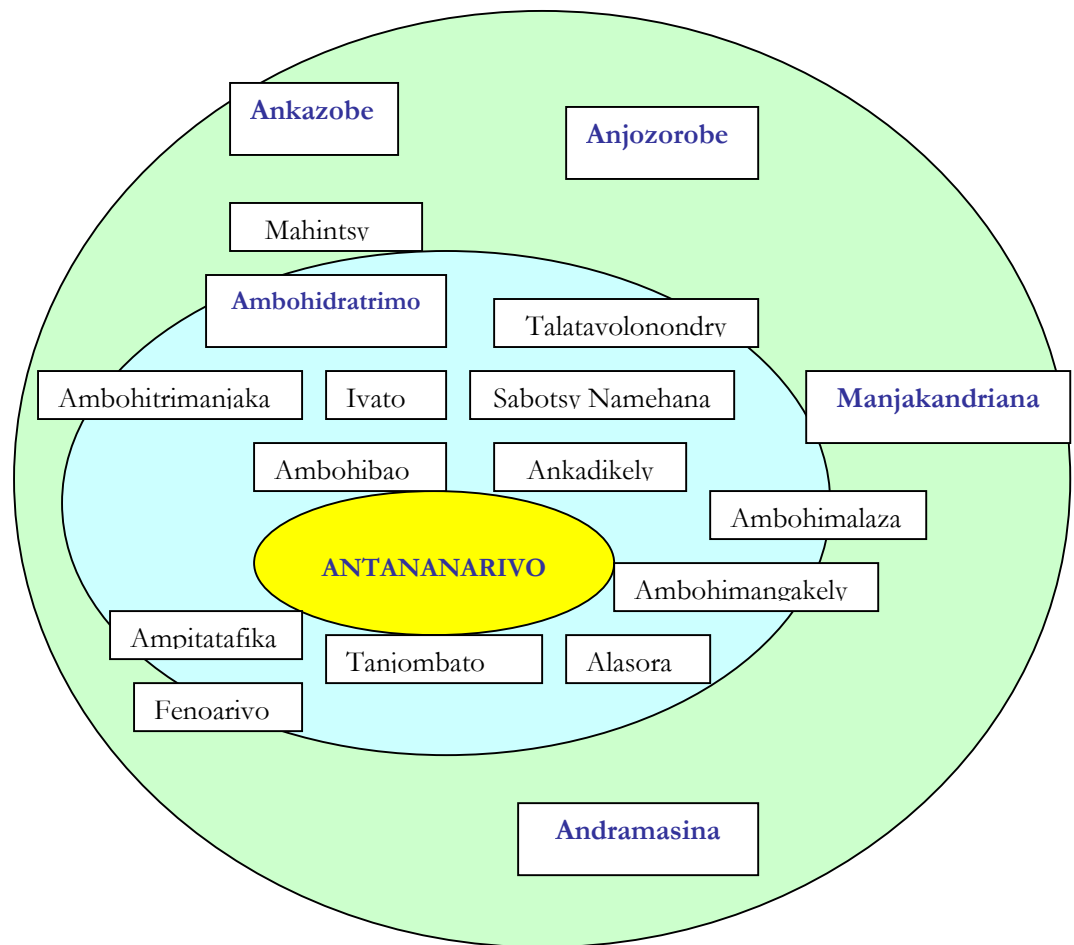 Ankazobe
Anjozorobe
Mahintsy
Ambohidratrimo
Talatavolonondry
Ambohitrimanjaka
Ivato
Sabotsy Namehana
Manjakandriana
Ambohibao
Ankadikely
Ambohimalaza
ANTANANARIVO
Ambohimangakely
Ampitatafika
Tanjombato
Alasora
Fenoarivo
Andramasina